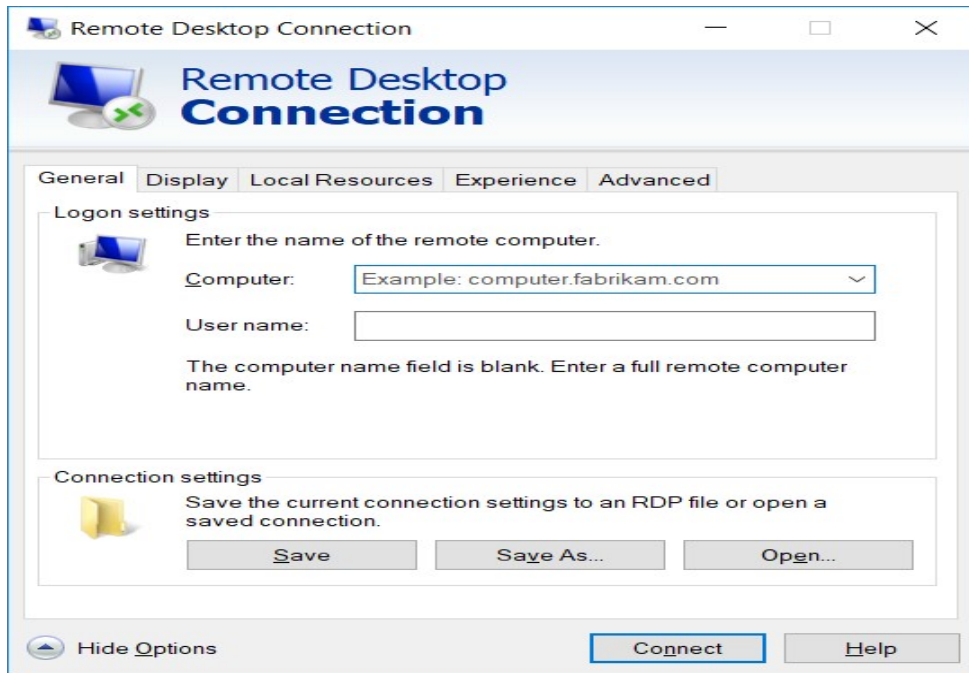 Remote Desktop Connection
Remote Desktop
Connection
General Display Local Resources Experience Advanced
Logon settings
Enter the name of the remote computer.
Computer: Example: computer.fabrikam.com
User name:
The computer name field is blank. Enter a full remote computer
name.
Connection settings
Save the current connection settings to an RDP file or open a
saved connection.
Save Save As... Open...
Hide Options Connect Help